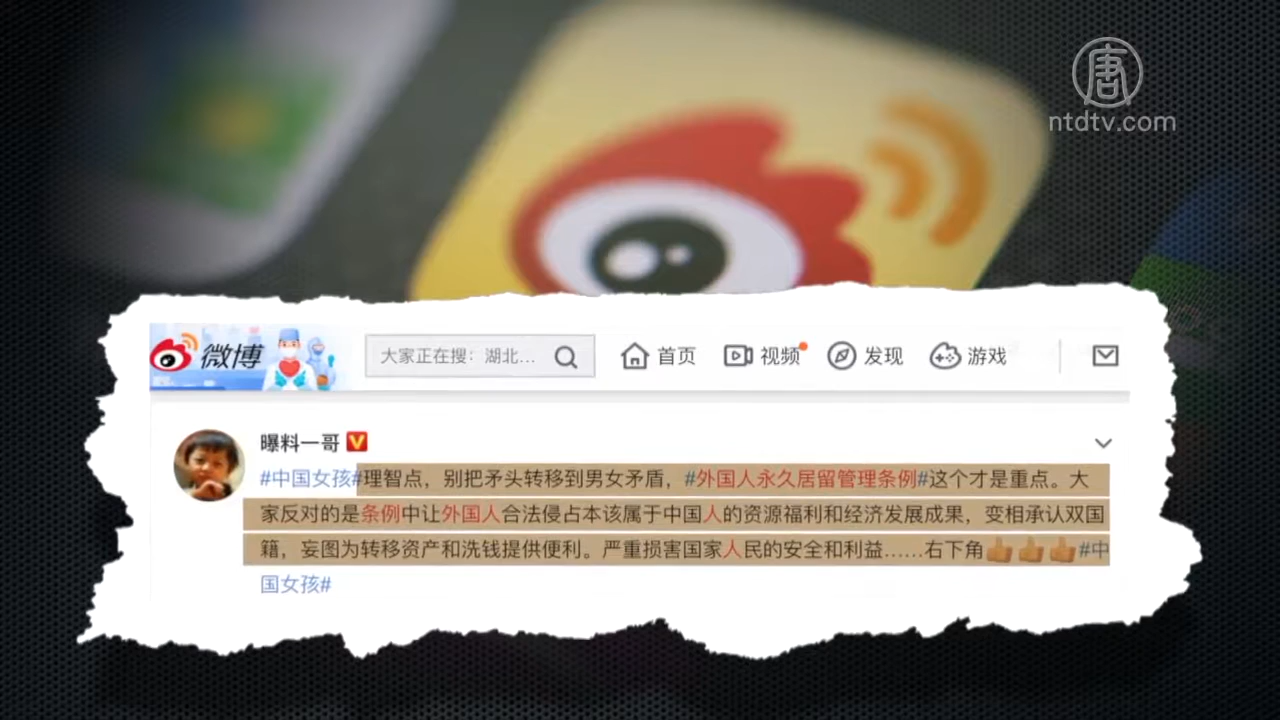 唐
ntdtv.com
微博
大家正在搜：湖北...
首页
视频
发现
游戏
曝料一哥 V
#中国女孩#理智点，别把矛头转移到男女矛盾，#外国人永久居留管理条例#这个才是重点。大
家反对的是条例中让外国人合法侵占本该属于中国人的资源福利和经济发展成果，变相承认双国
籍，妄图为转移资产和洗钱提供便利。严重损害国家人民的安全和利益......右下角👍👍👍#中
国女孩#